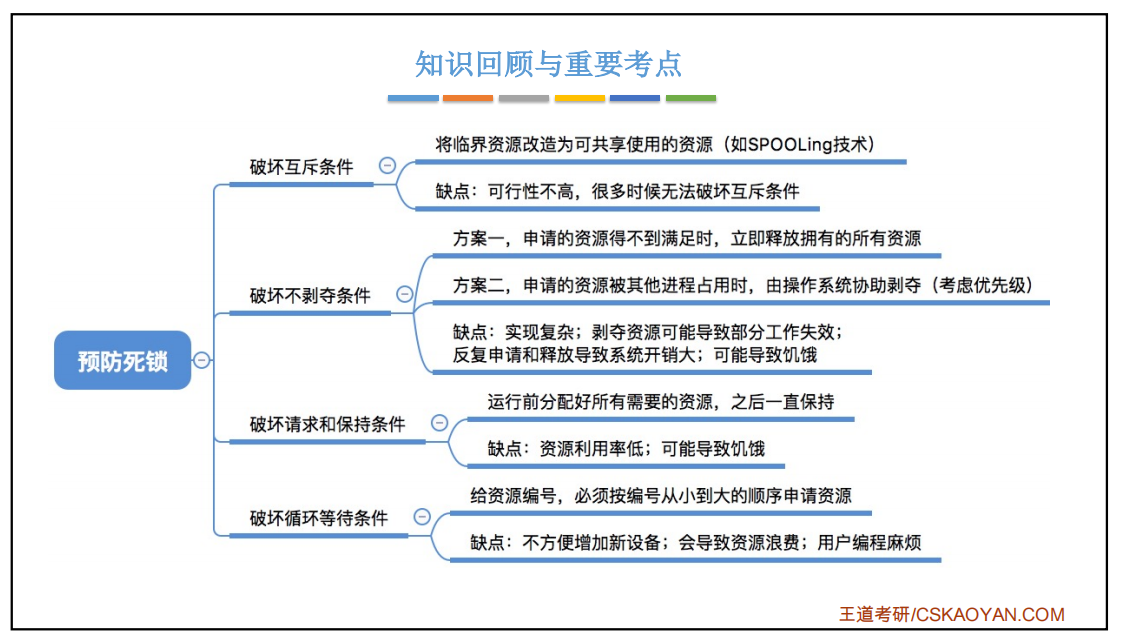 知识回顾与重要考点
预防死锁
破坏互斥条件
将临界资源改造为可共享使用的资源（如SPOOLing技术）
缺点：可行性不高，很多时候无法破坏互斥条件
破坏不剥夺条件
方案一，申请的资源得不到满足时，立即释放拥有的所有资源
方案二，申请的资源被其他进程占用时，由操作系统协助剥夺（考虑优先级）
缺点：实现复杂；剥夺资源可能导致部分工作失效；
反复申请和释放导致系统开销大；可能导致饥饿
破坏请求和保持条件
运行前分配好所有需要的资源，之后一直保持
缺点：资源利用率低；可能导致饥饿
破坏循环等待条件
给资源编号，必须按编号从小到大的顺序申请资源
缺点：不方便增加新设备；会导致资源浪费；用户编程麻烦
王道考研/CSKAOYAN.COM